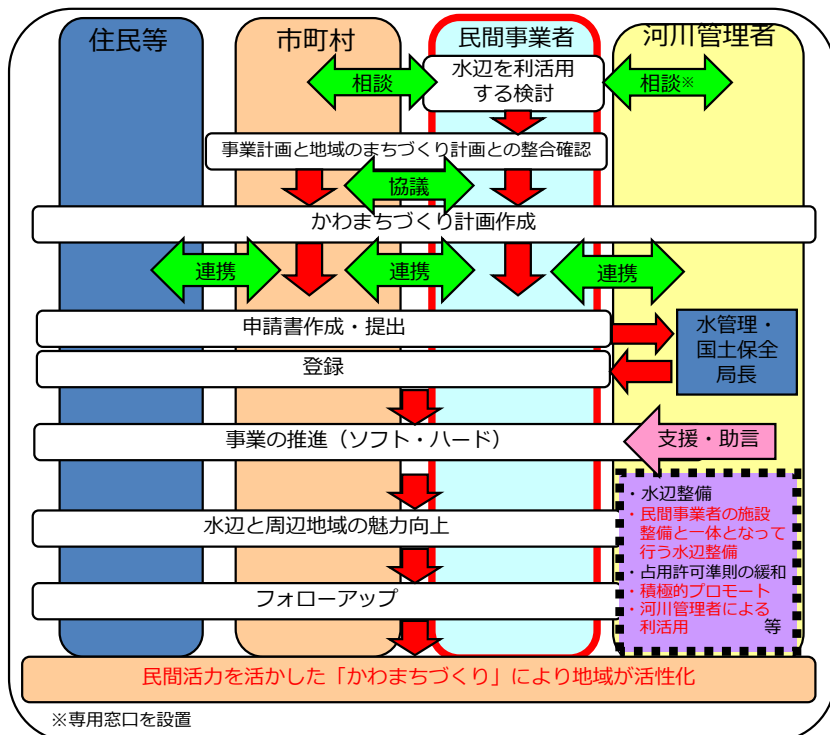 住民等
市町村
民間事業者
河川管理者
相談
水辺を利活用
する検討
相談※
事業計画と地域のまちづくり計画との整合確認
協議
かわまちづくり計画作成
連携
連携
連携
申請書作成・提出
水管理・
国土保全
局長
登録
事業の推進（ソフト・ハード）
支援・助言
・水辺整備
・民間事業者の施設
整備と一体となって
行う水辺整備
・占用許可準則の緩和
・積極的プロモート
・河川管理者による
利活用 等
水辺と周辺地域の魅力向上
フォローアップ
民間活力を活かした「かわまちづくり」により地域が活性化
※専用窓口を設置